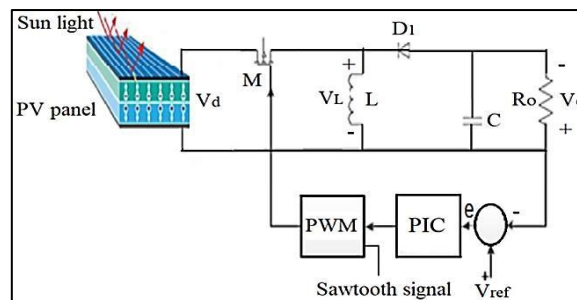 Sun light
D1
+
-
M
Vd
VL
L
Ro
C
PV panel
-
+
PWM
PIC
e
-
+
Vref
Sawtooth signal